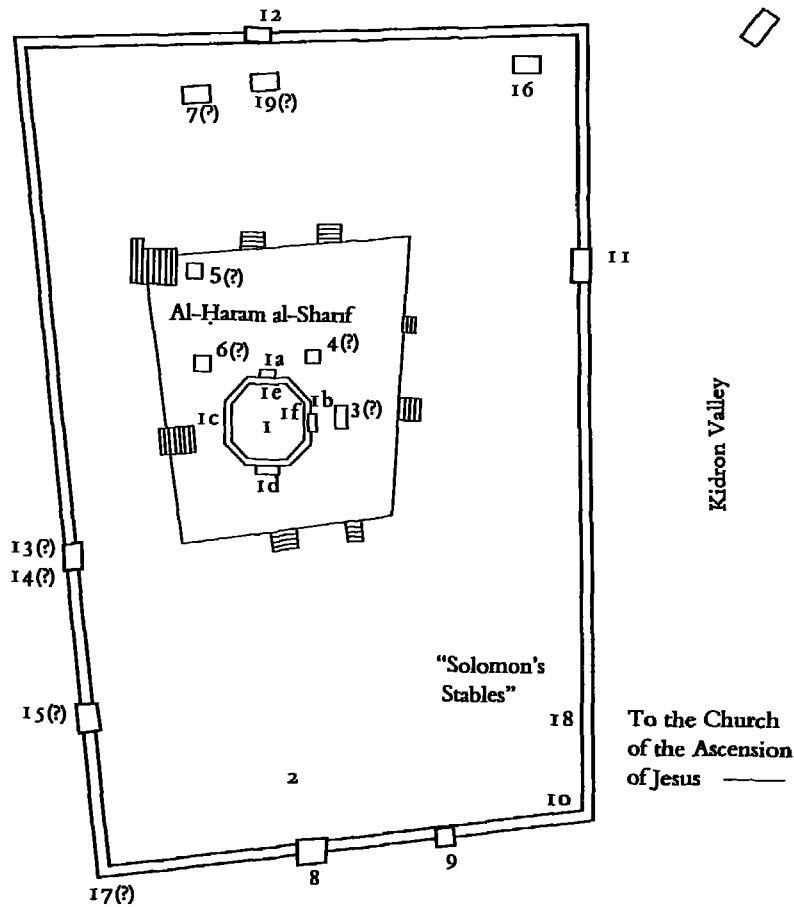 12
7(?)
19(?)
16
11
5(?)
Al-Ḥaram al-Sharif
6(?)
4(?)
1a
1e
1b
1c
1f
3(?)
1
1d
Kidron Valley
13(?)
14(?)
"Solomon's
Stables"
15(?)
18
To the Church
of the Ascension
of Jesus
2
10
8
9
17(?)